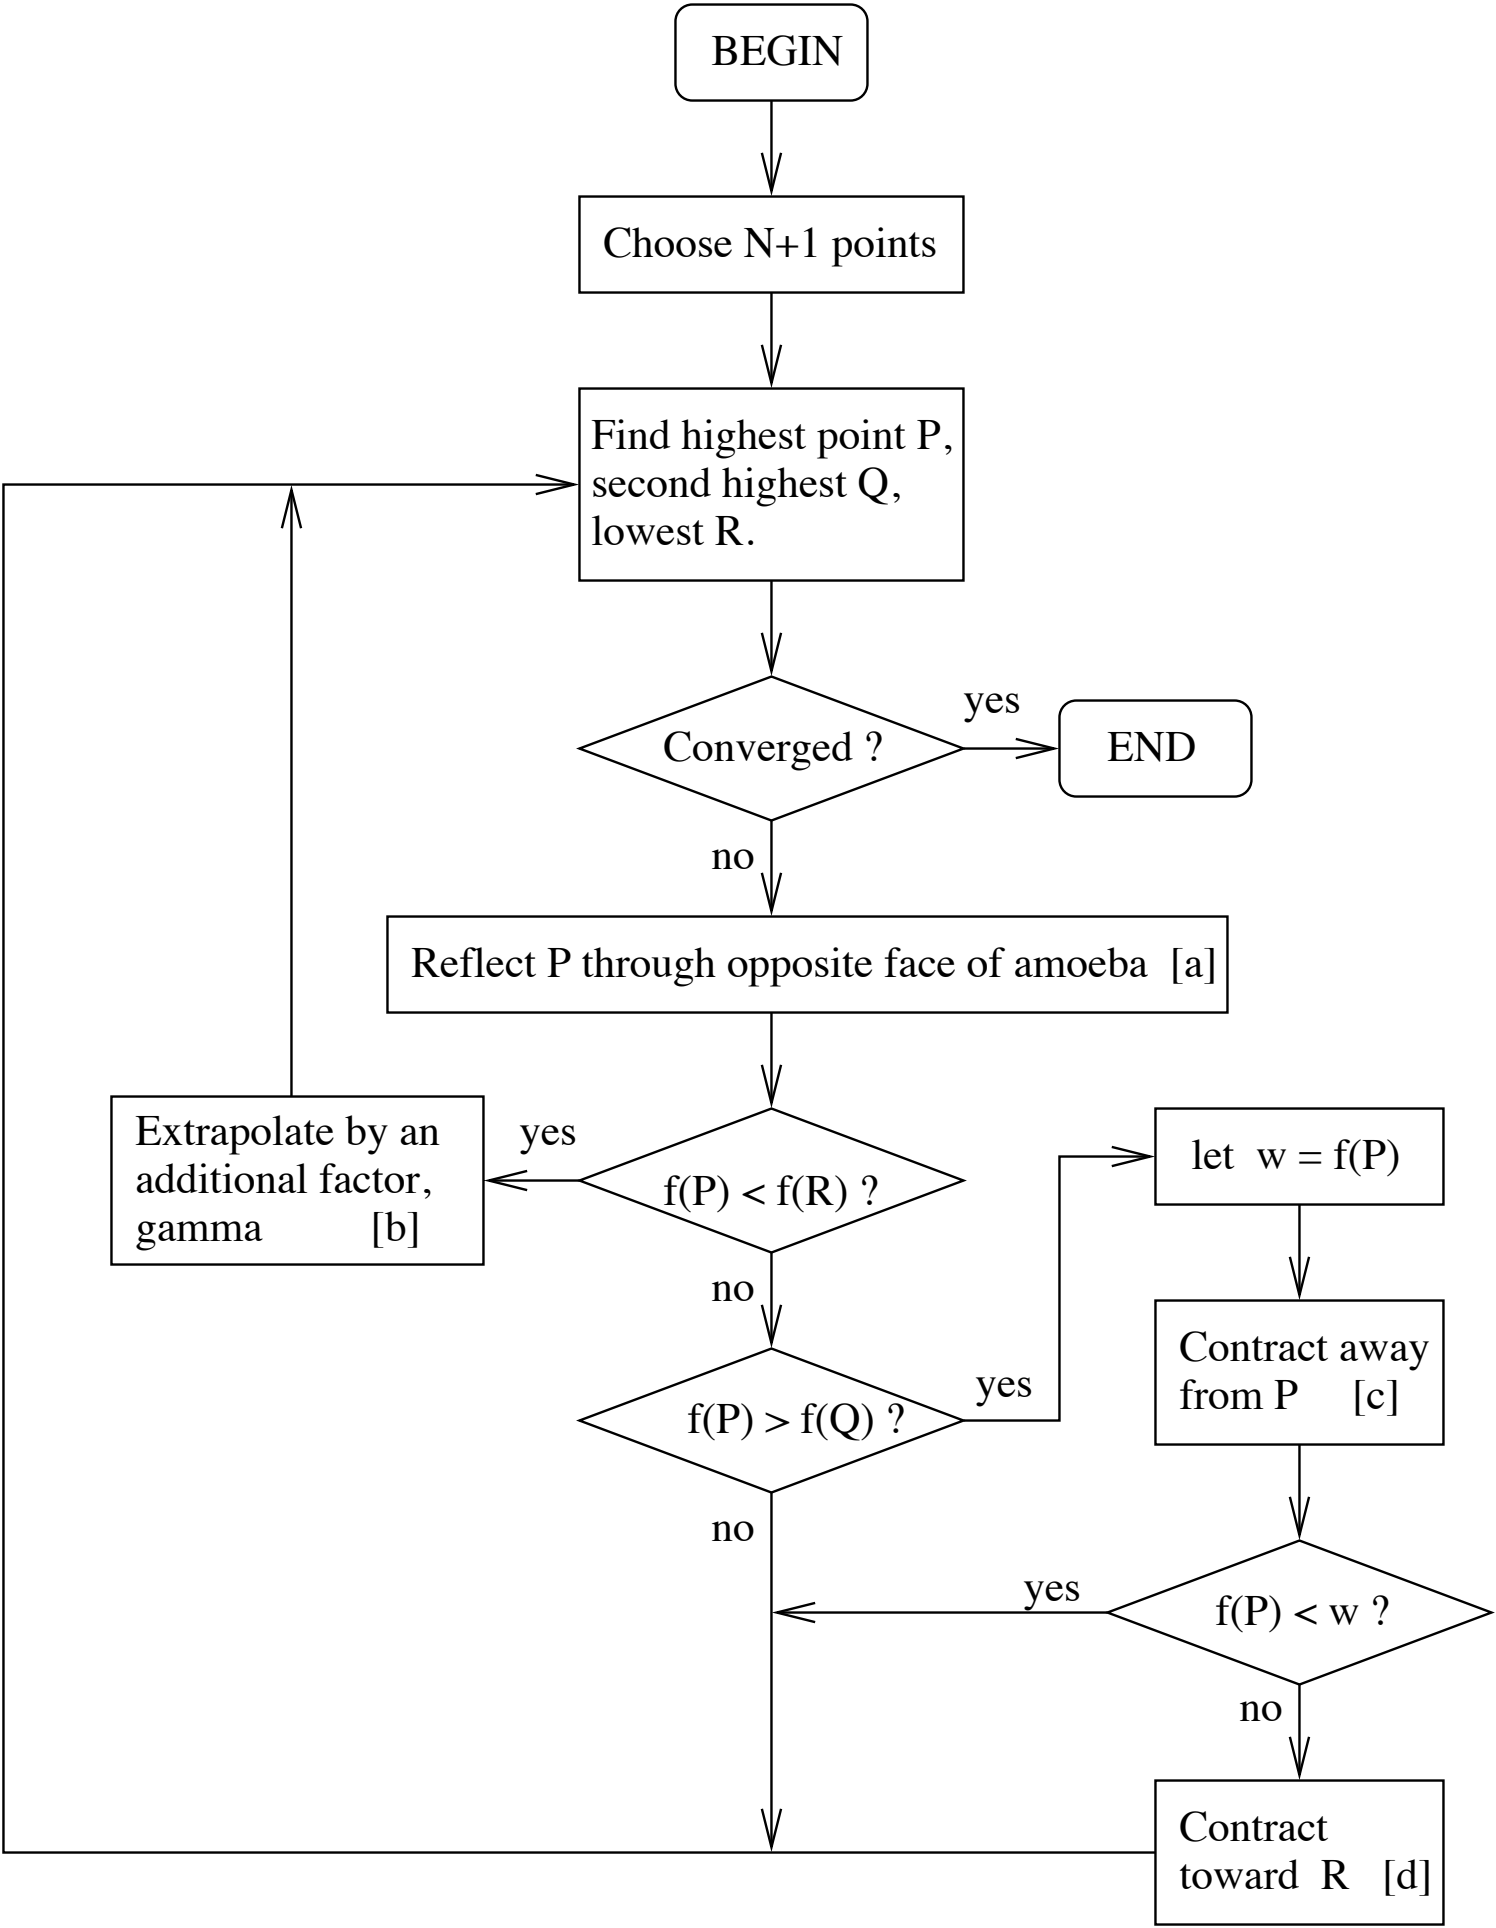 BEGIN
Choose N+1 points
Find highest point P,
second highest Q,
lowest R.
Converged ?
yes
END
no
Reflect P through opposite face of amoeba [a]
f(P) < f(R) ?
yes
Extrapolate by an
additional factor,
gamma [b]
no
f(P) > f(Q) ?
yes
let w = f(P)
Contract away
from P [c]
no
f(P) < w ?
yes
no
Contract
toward R [d]